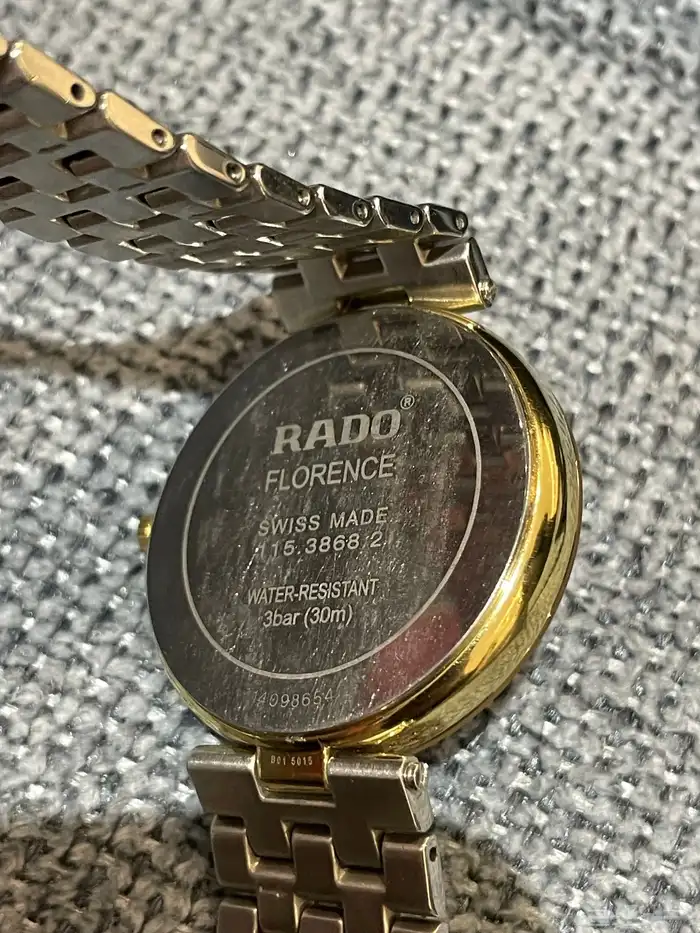 RADO®
FLORENCE
SWISS MADE
115.3868.2
WATER-RESISTANT
3bar (30m)
14098654
B01 5015